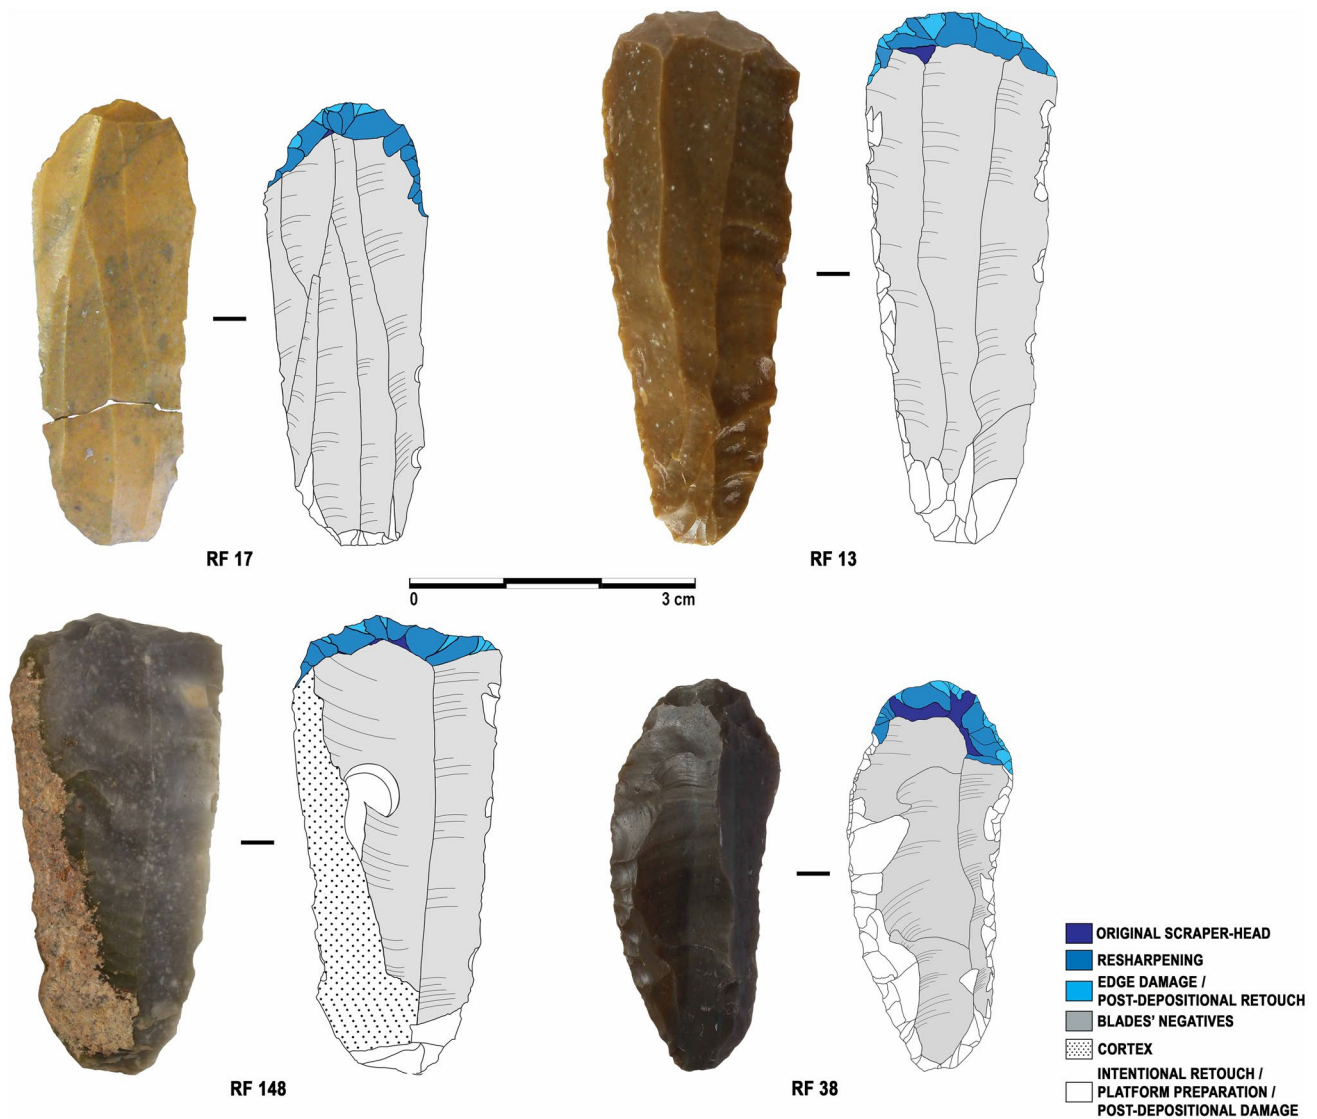 RF 17
RF 13
0
3 cm
RF 148
RF 38
ORIGINAL SCRAPER-HEAD
RESHARPENING
EDGE DAMAGE /
POST-DEPOSITIONAL RETOUCH
BLADES' NEGATIVES
CORTEX
INTENTIONAL RETOUCH /
PLATFORM PREPARATION /
POST-DEPOSITIONAL DAMAGE